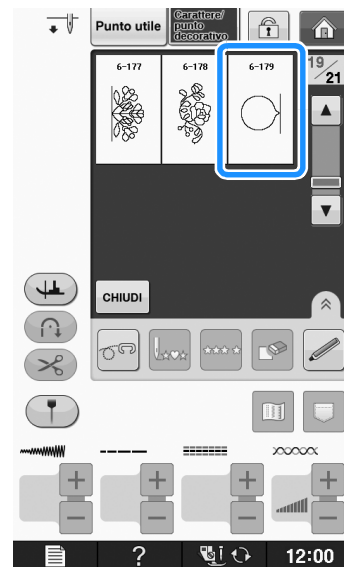 Punto utile
Carattere/
punto
decorativo
6-177
6-178
6-179
19/21
CHIUDI
?
12:00